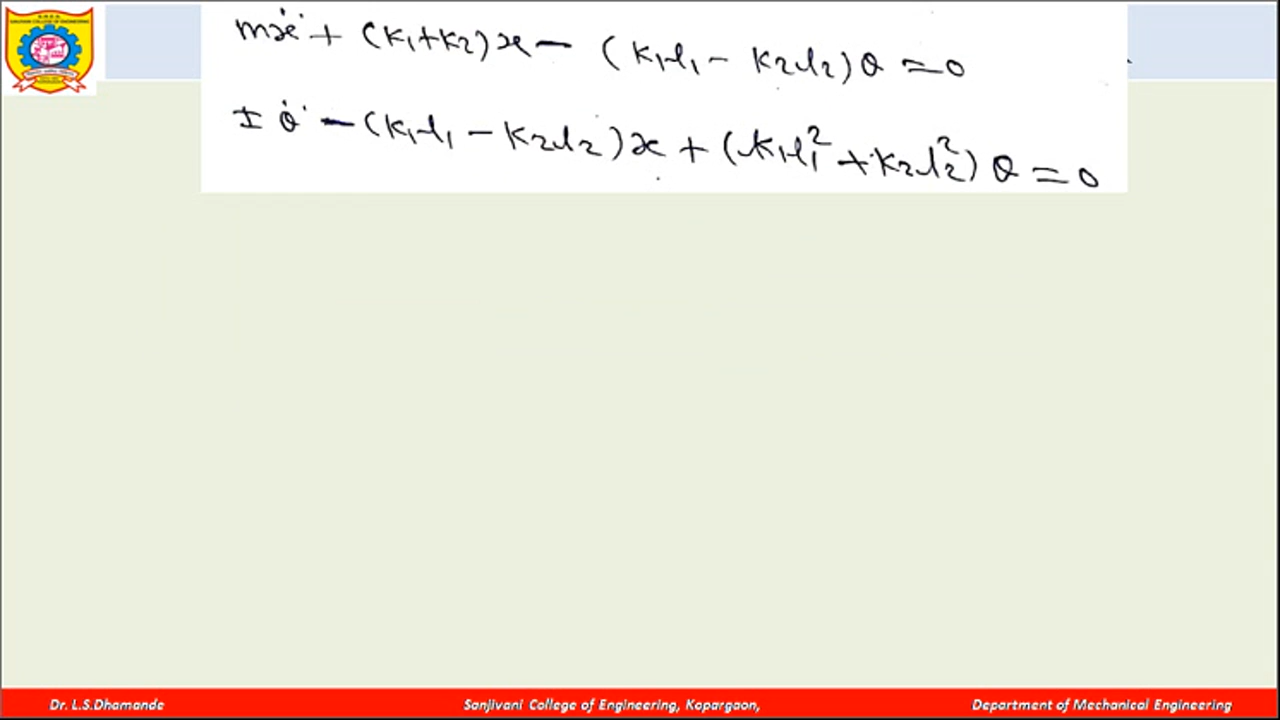 mẍ + (k₁+k₂)x − (k₁l₁ − k₂l₂)θ = 0
I θ̈ − (k₁l₁ − k₂l₂)x + (k₁l₁² + k₂l₂²) θ = 0
Dr. L.S.Dhamande Sanjivani College of Engineering, Kopargaon, Department of Mechanical Engineering